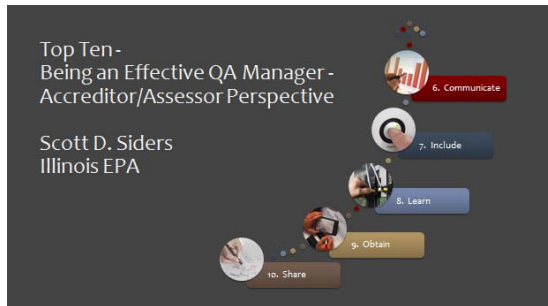 Top Ten-
Being an Effective QA Manager -
Accreditor/Assessor Perspective
Scott D. Siders
Illinois EPA
6. Communicate
7. Include
8. Learn
9. Obtain
10. Share